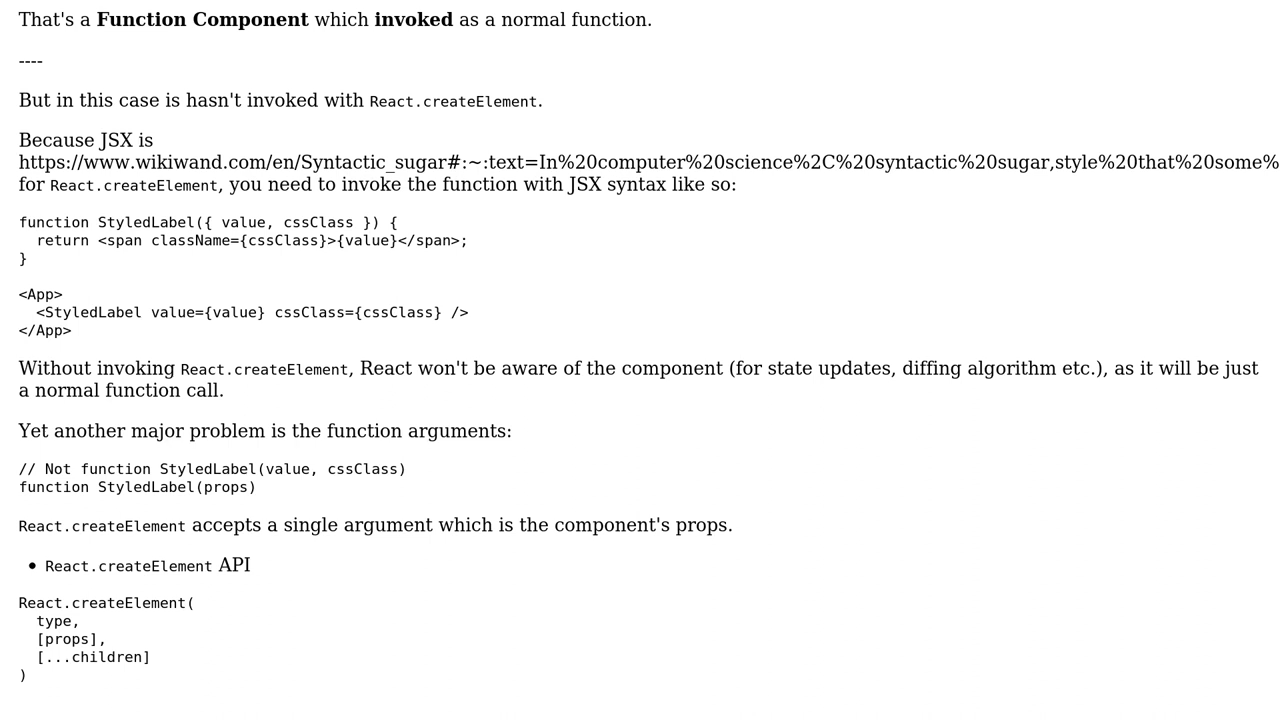 That's a Function Component which invoked as a normal function.
----
But in this case is hasn't invoked with React.createElement.
Because JSX is
https://www.wikiwand.com/en/Syntactic_sugar#:~:text=In%20computer%20science%2C%20syntactic%20sugar,style%20that%20some%
for React.createElement, you need to invoke the function with JSX syntax like so:
function StyledLabel({ value, cssClass }) {
  return <span className={cssClass}>{value}</span>;
}
<App>
  <StyledLabel value={value} cssClass={cssClass} />
</App>
Without invoking React.createElement, React won't be aware of the component (for state updates, diffing algorithm etc.), as it will be just
a normal function call.
Yet another major problem is the function arguments:
// Not function StyledLabel(value, cssClass)
function StyledLabel(props)
React.createElement accepts a single argument which is the component's props.
• React.createElement API
React.createElement(
  type,
  [props],
  [...children]
)